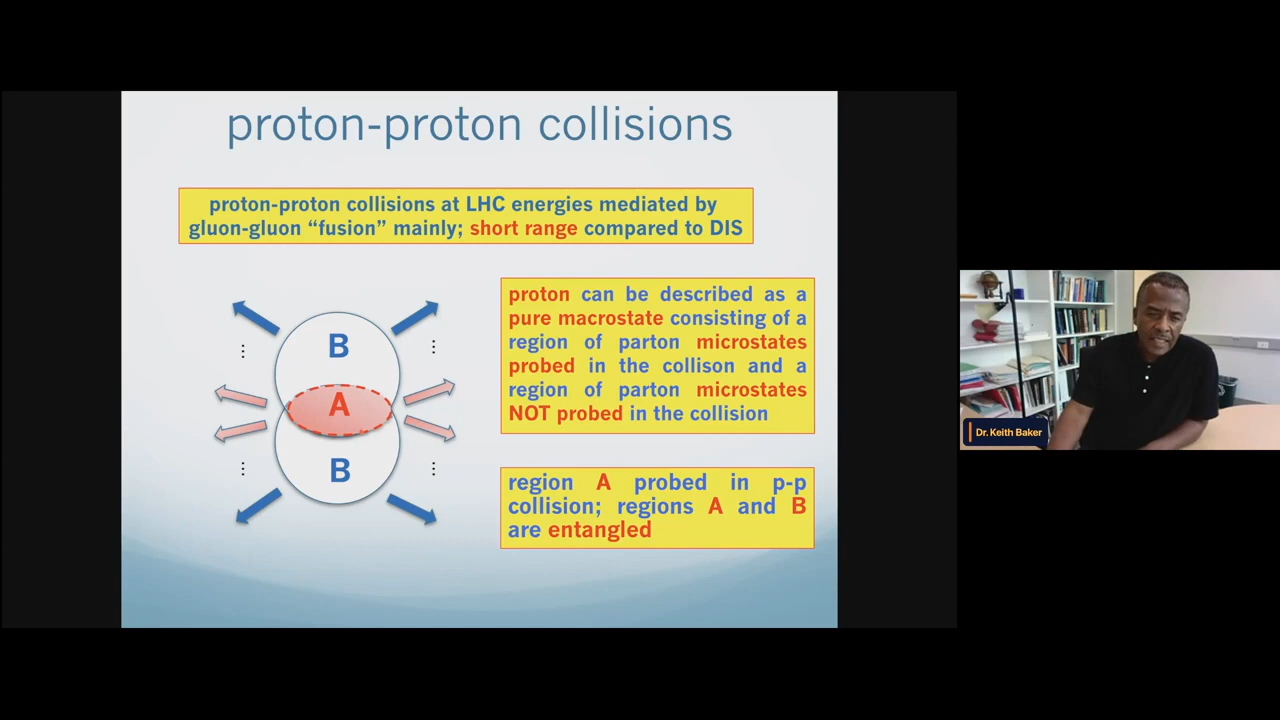 proton-proton collisions
proton-proton collisions at LHC energies mediated by
gluon-gluon “fusion” mainly; short range compared to DIS
B
A
B
proton can be described as a
pure macrostate consisting of a
region of parton microstates
probed in the collison and a
region of parton microstates
NOT probed in the collision
region A probed in p-p
collision; regions A and B
are entangled
Dr. Keith Baker